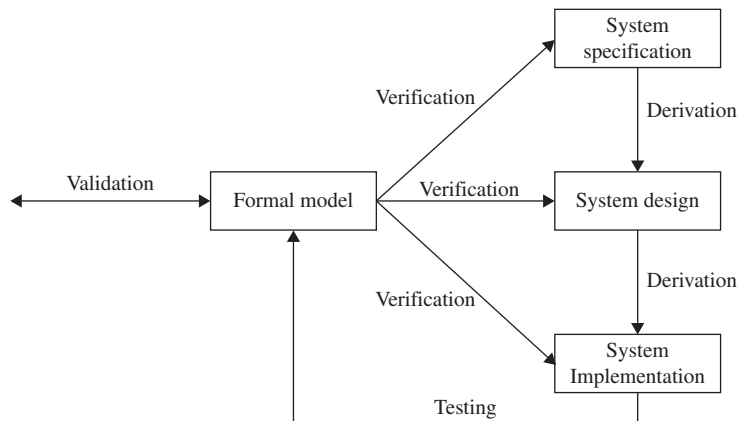 System
specification
Verification
Derivation
Validation
Formal model
Verification
System design
Verification
Derivation
System
Implementation
Testing